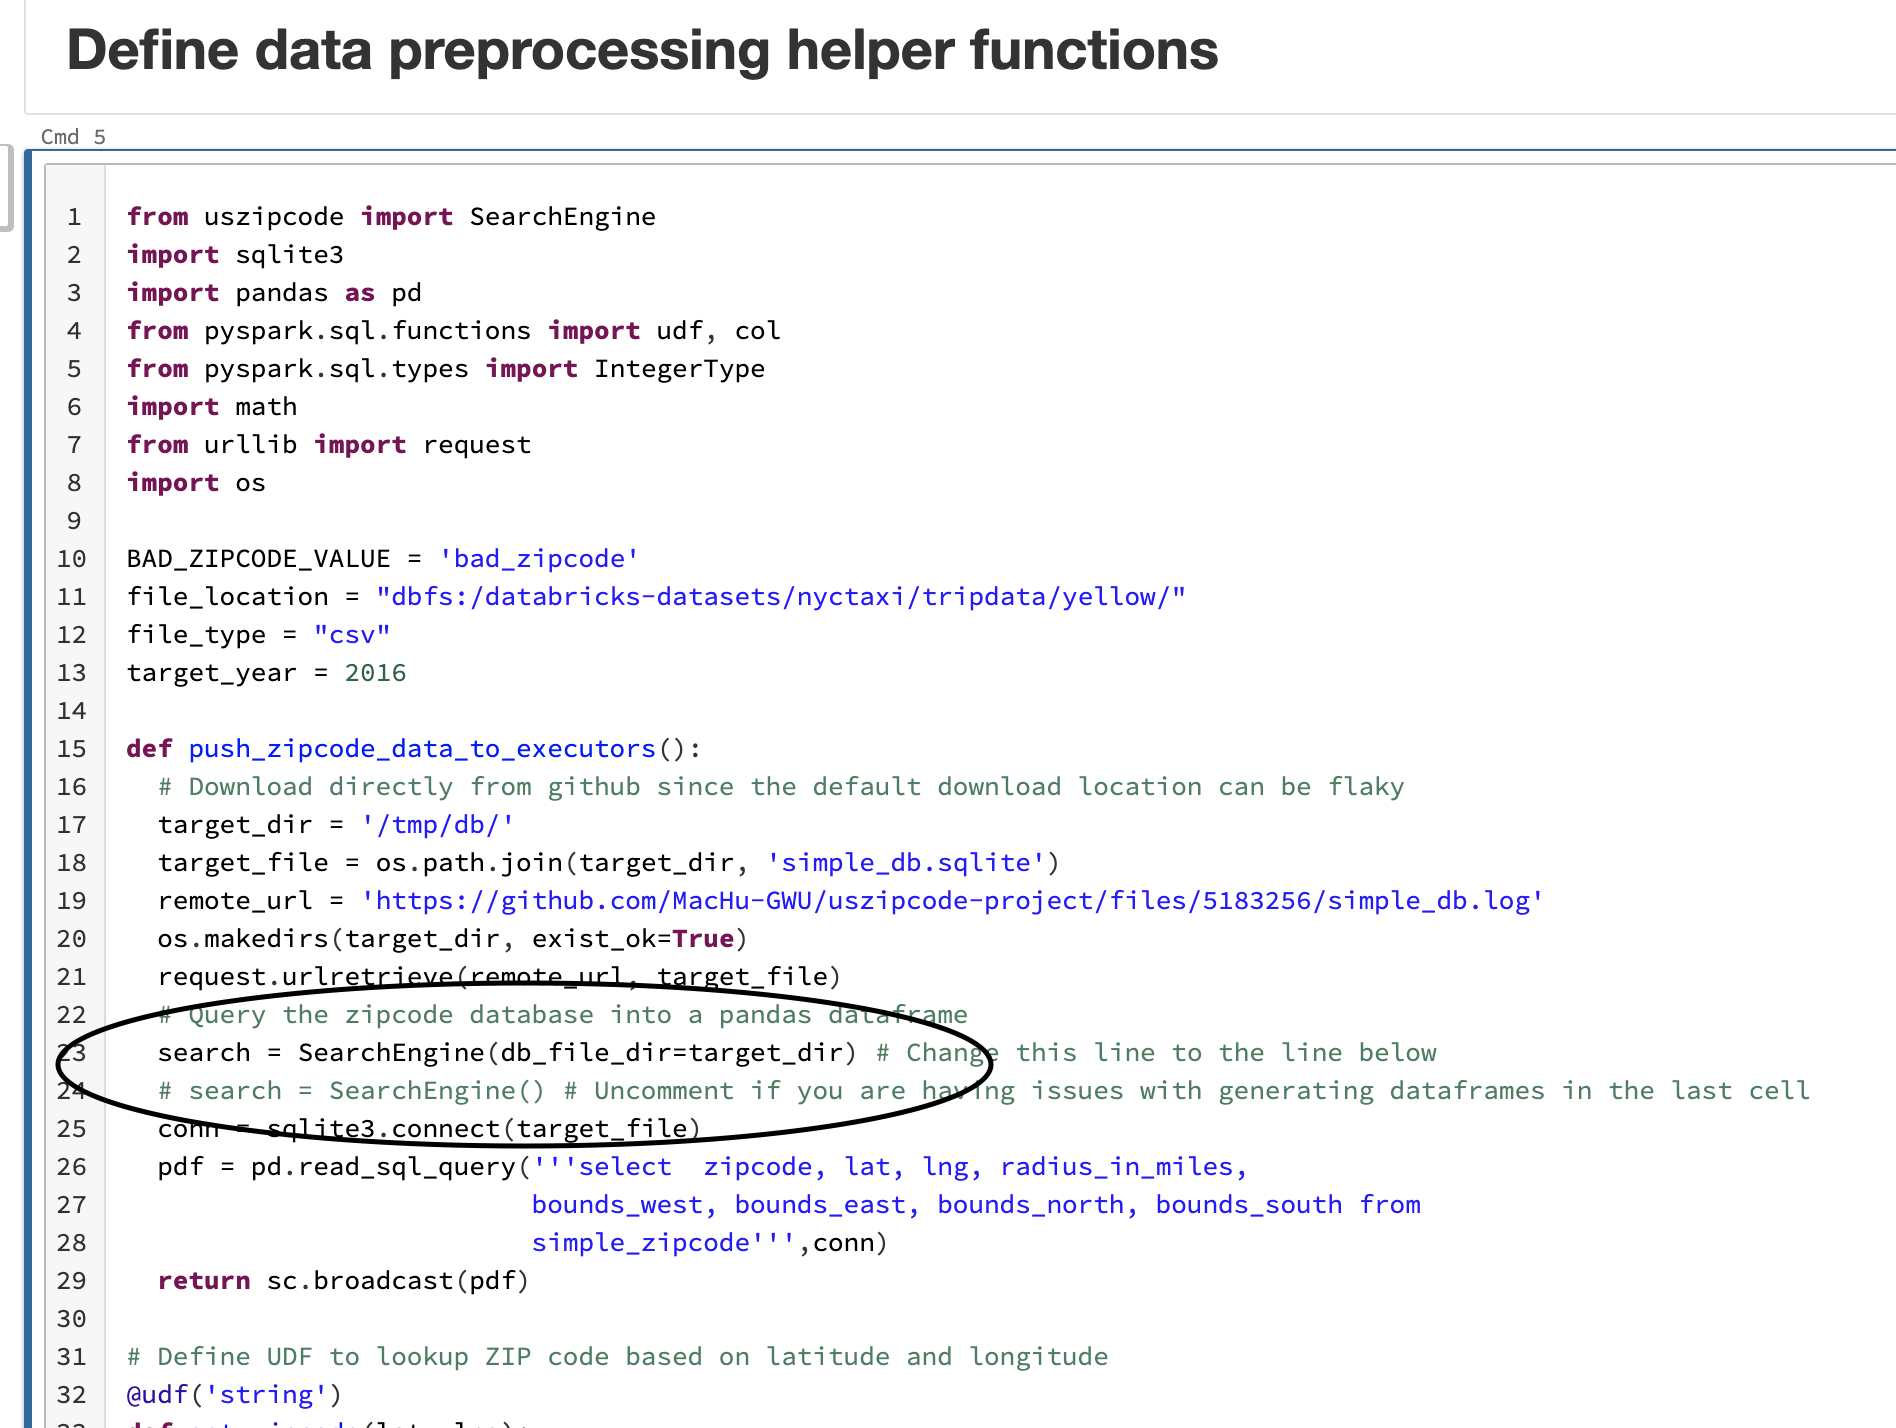 Define data preprocessing helper functions
Cmd 5
1 from uszipcode import SearchEngine
2 import sqlite3
3 import pandas as pd
4 from pyspark.sql.functions import udf, col
5 from pyspark.sql.types import IntegerType
6 import math
7 from urllib import request
8 import os
9
10 BAD_ZIPCODE_VALUE = 'bad_zipcode'
11 file_location = "dbfs:/databricks-datasets/nyctaxi/tripdata/yellow/"
12 file_type = "csv"
13 target_year = 2016
14
15 def push_zipcode_data_to_executors():
16   # Download directly from github since the default download location can be flaky
17   target_dir = '/tmp/db/'
18   target_file = os.path.join(target_dir, 'simple_db.sqlite')
19   remote_url = 'https://github.com/MacHu-GWU/uszipcode-project/files/5183256/simple_db.log'
20   os.makedirs(target_dir, exist_ok=True)
21   request.urlretrieve(remote_url, target_file)
22   # Query the zipcode database into a pandas dataframe
23   search = SearchEngine(db_file_dir=target_dir) # Change this line to the line below
24   # search = SearchEngine() # Uncomment if you are having issues with generating dataframes in the last cell
25   conn = sqlite3.connect(target_file)
26   pdf = pd.read_sql_query('''select  zipcode, lat, lng, radius_in_miles,
27                           bounds_west, bounds_east, bounds_north, bounds_south from
28                           simple_zipcode''',conn)
29   return sc.broadcast(pdf)
30
31 # Define UDF to lookup ZIP code based on latitude and longitude
32 @udf('string')